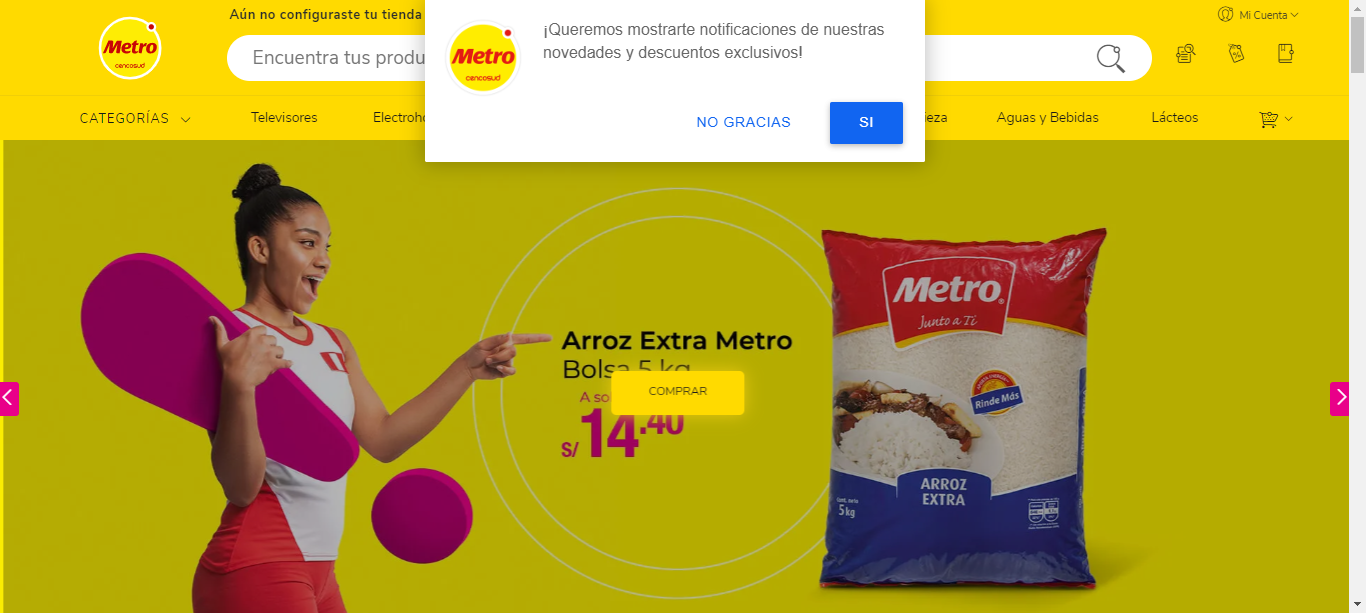 Aún no configuraste tu tienda
Mi Cuenta
Metro
cencosud
Encuentra tus produ
Metro
cencosud
¡Queremos mostrarte notificaciones de nuestras
novedades y descuentos exclusivos!
NO GRACIAS
SI
CATEGORÍAS
Televisores
Electroho
ieza
Aguas y Bebidas
Lácteos
Arroz Extra Metro
Bolsa 5 kg
A so
COMPRAR
S/ 14.40
Metro
Junto a Ti
Rinde Más
ARROZ
EXTRA
5kg